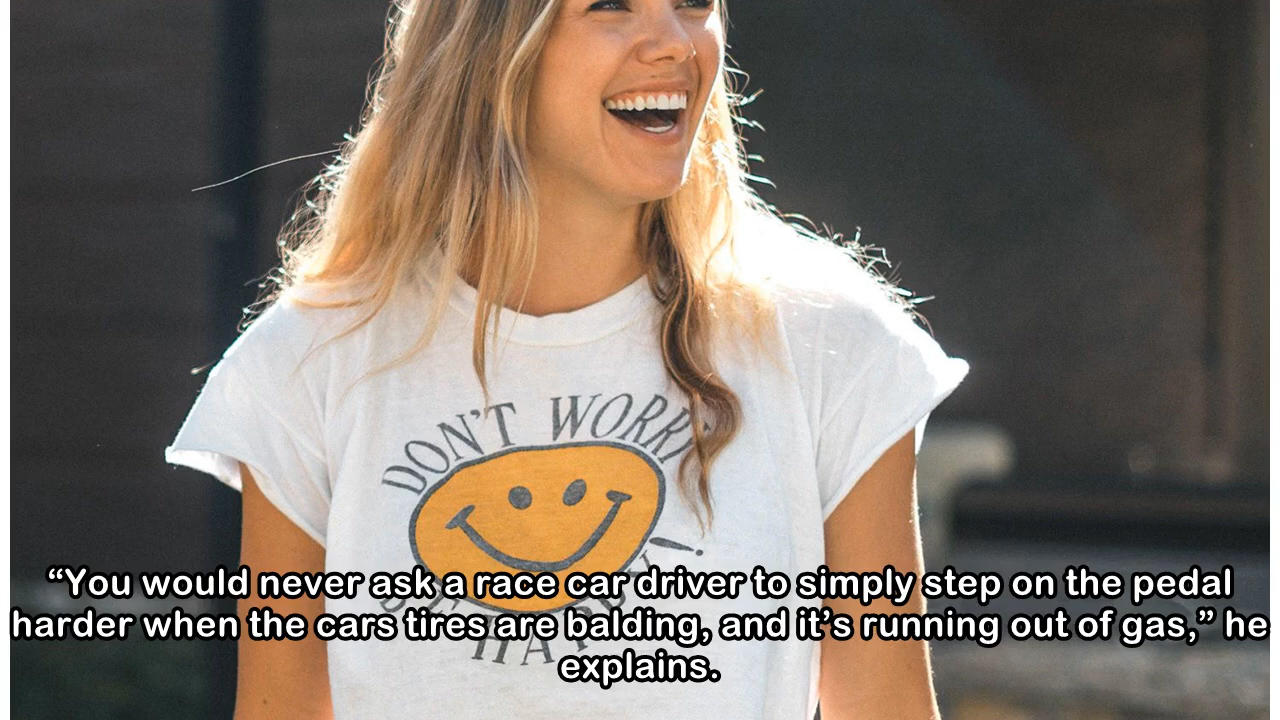 DON'T WORRY
“You would never ask a race car driver to simply step on the pedal
harder when the cars tires are balding, and it’s running out of gas,” he
explains.